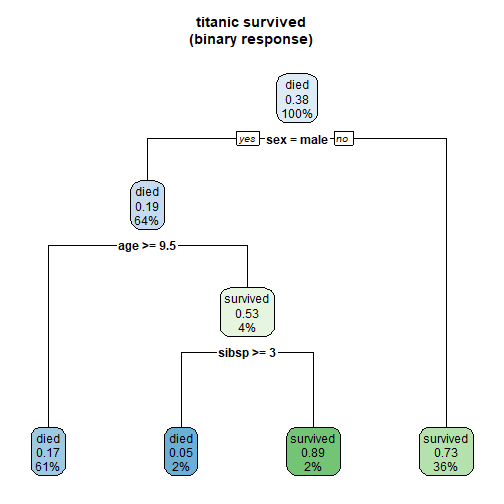 titanic survived
(binary response)
died
0.38
100%
yes sex = male no
died
0.19
64%
age >= 9.5
survived
0.53
4%
sibsp >= 3
died
0.17
61%
died
0.05
2%
survived
0.89
2%
survived
0.73
36%